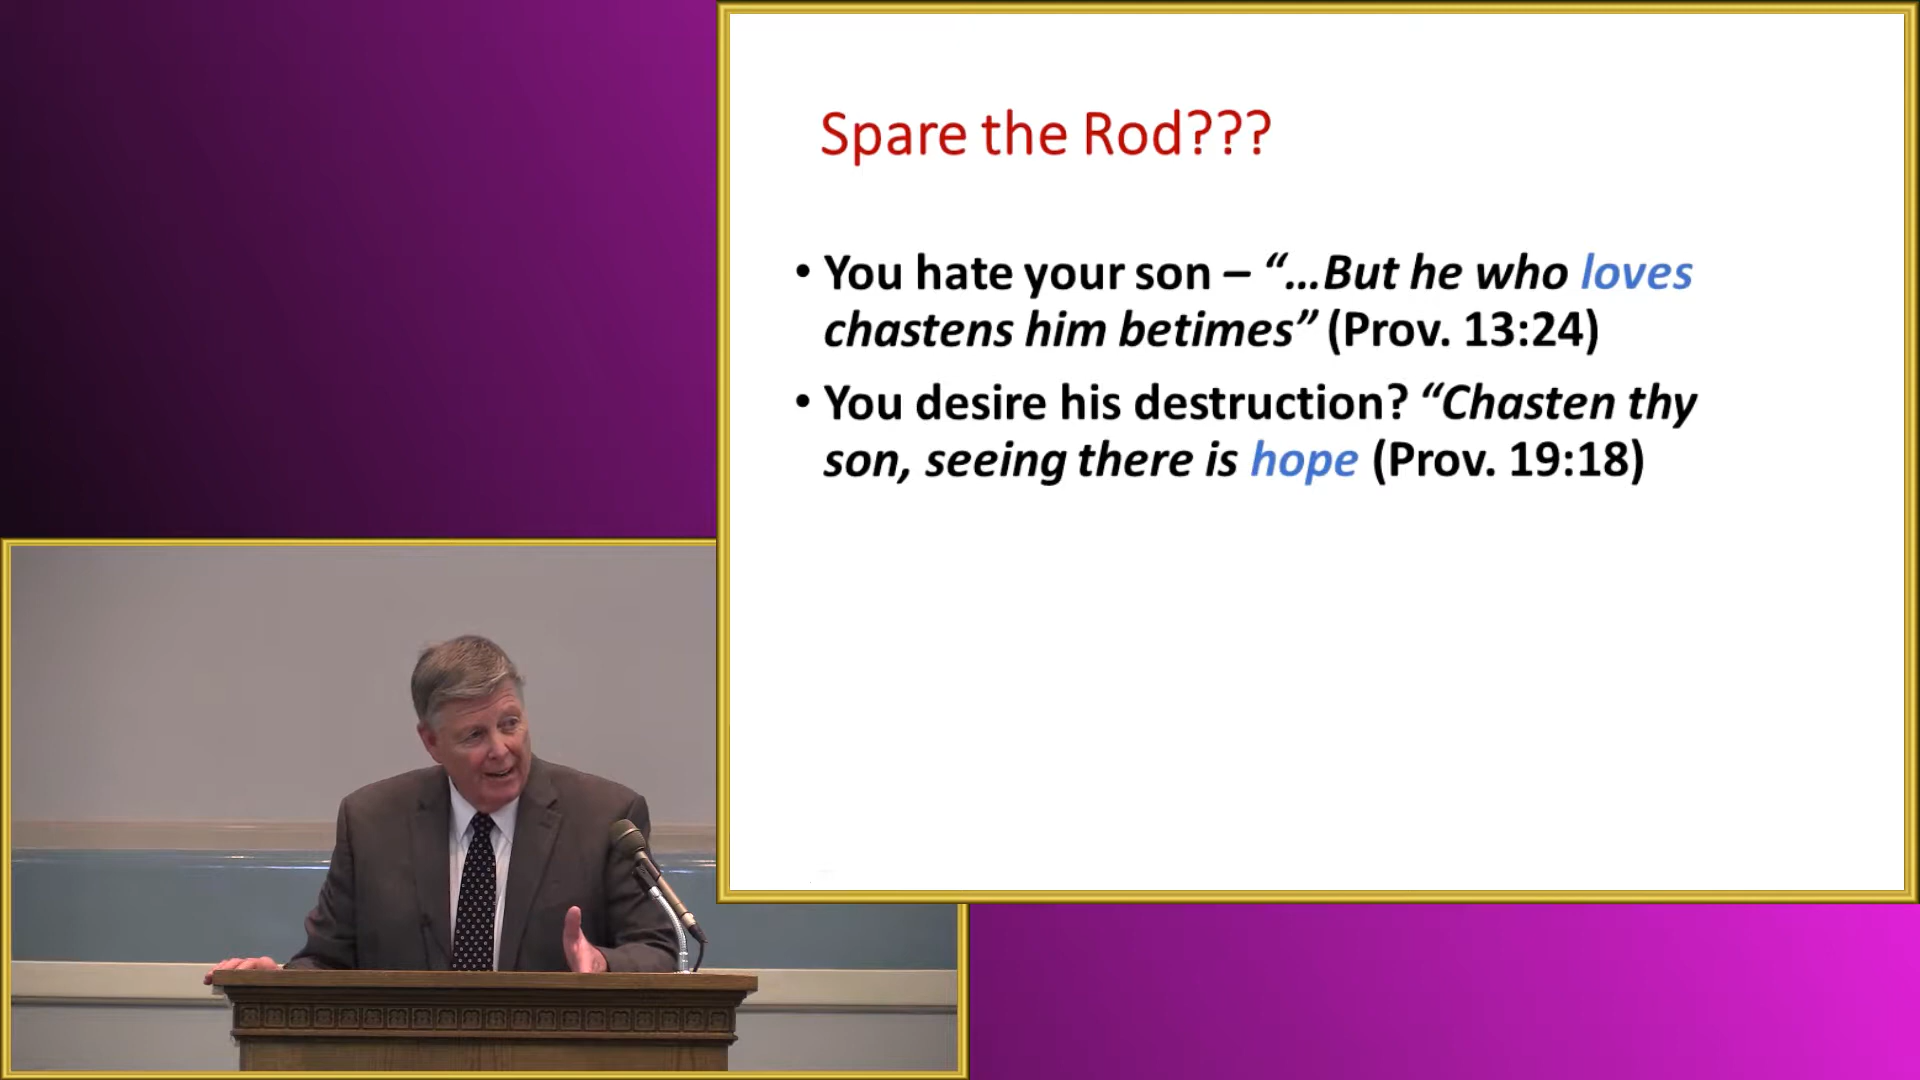 Spare the Rod???
• You hate your son – “…But he who loves
chastens him betimes” (Prov. 13:24)
• You desire his destruction? “Chasten thy
son, seeing there is hope (Prov. 19:18)